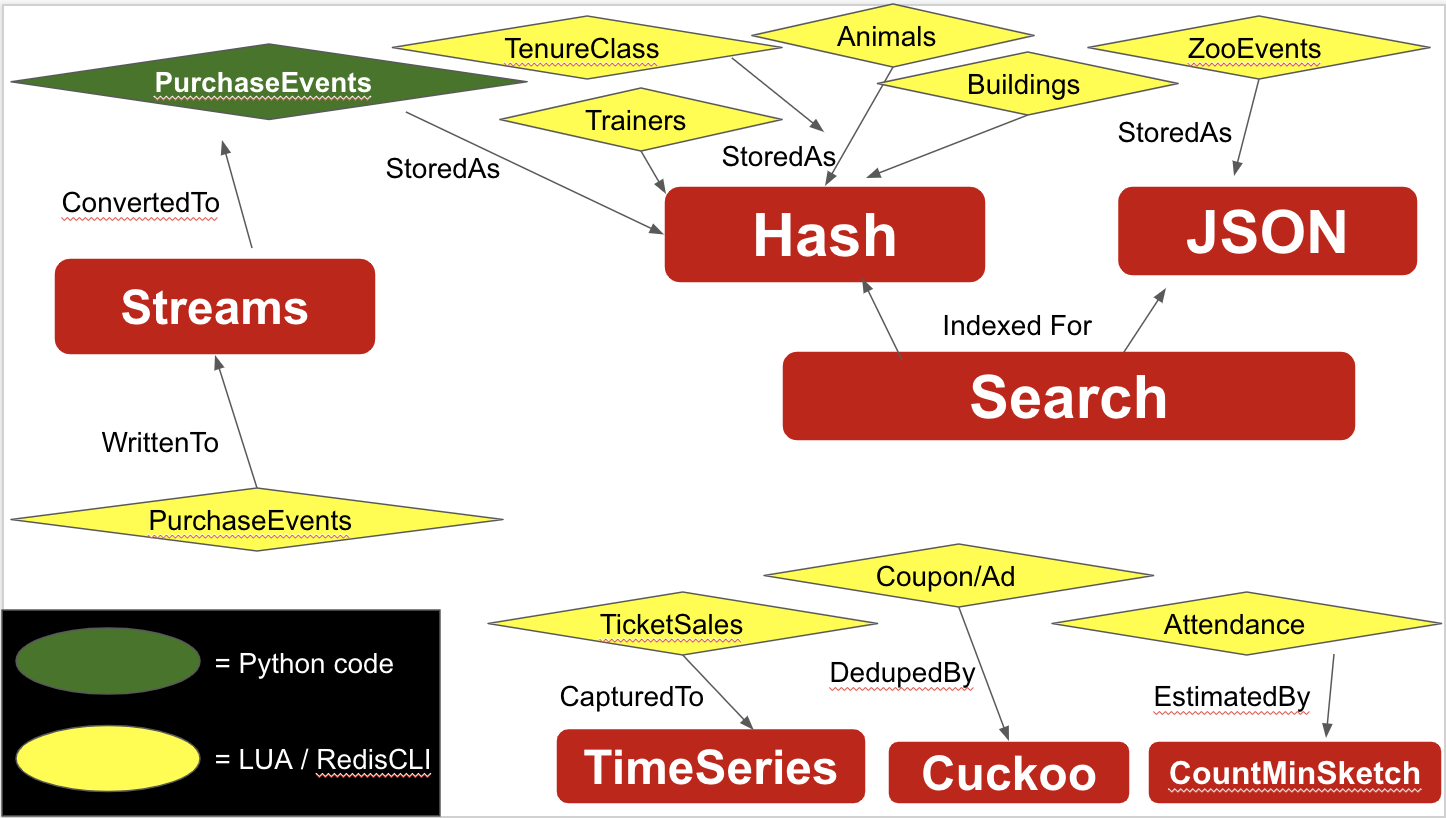 TenureClass
Animals
ZooEvents
PurchaseEvents
Buildings
Trainers
StoredAs
StoredAs
StoredAs
ConvertedTo
Hash
JSON
Streams
Indexed For
Search
WrittenTo
PurchaseEvents
Coupon/Ad
TicketSales
Attendance
= Python code
DedupedBy
CapturedTo
EstimatedBy
= LUA / RedisCLI
TimeSeries
Cuckoo
CountMinSketch